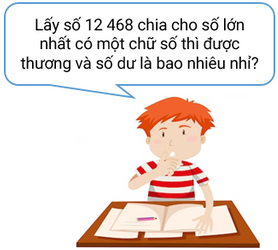 Lấy số 12 468 chia cho số lớn
nhất có một chữ số thì được
thương và số dư là bao nhiêu nhỉ?